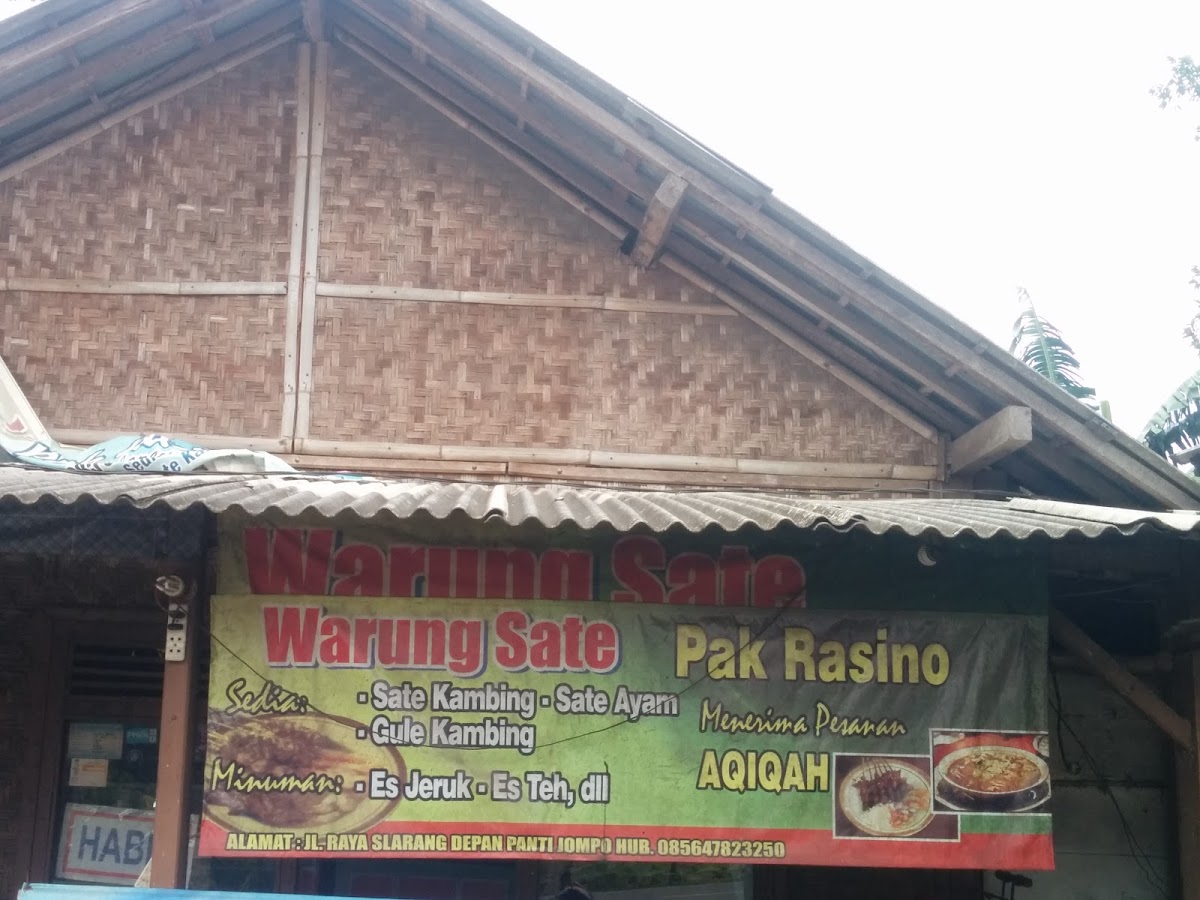 Warung Sate
Warung Sate Pak Rasino
Sedia: - Sate Kambing - Sate Ayam
- Gule Kambing
Minuman: - Es Jeruk - Es Teh, dll
Menerima Pesanan
AQIQAH
ALAMAT : JL. RAYA SLARANG DEPAN PANTI JOMPO HUB. 085647823250